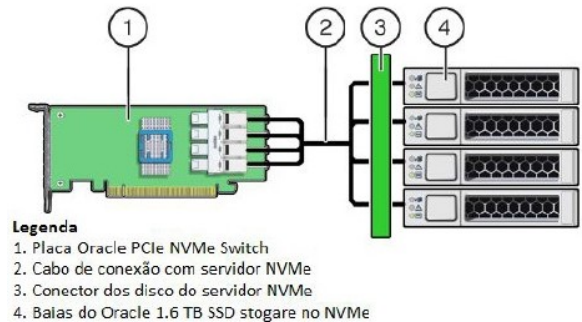 1
2
3
4
Legenda
1. Placa Oracle PCIe NVMe Switch
2. Cabo de conexão com servidor NVMe
3. Conector dos disco do servidor NVMe
4. Baias do Oracle 1.6 TB SSD stogare no NVMe